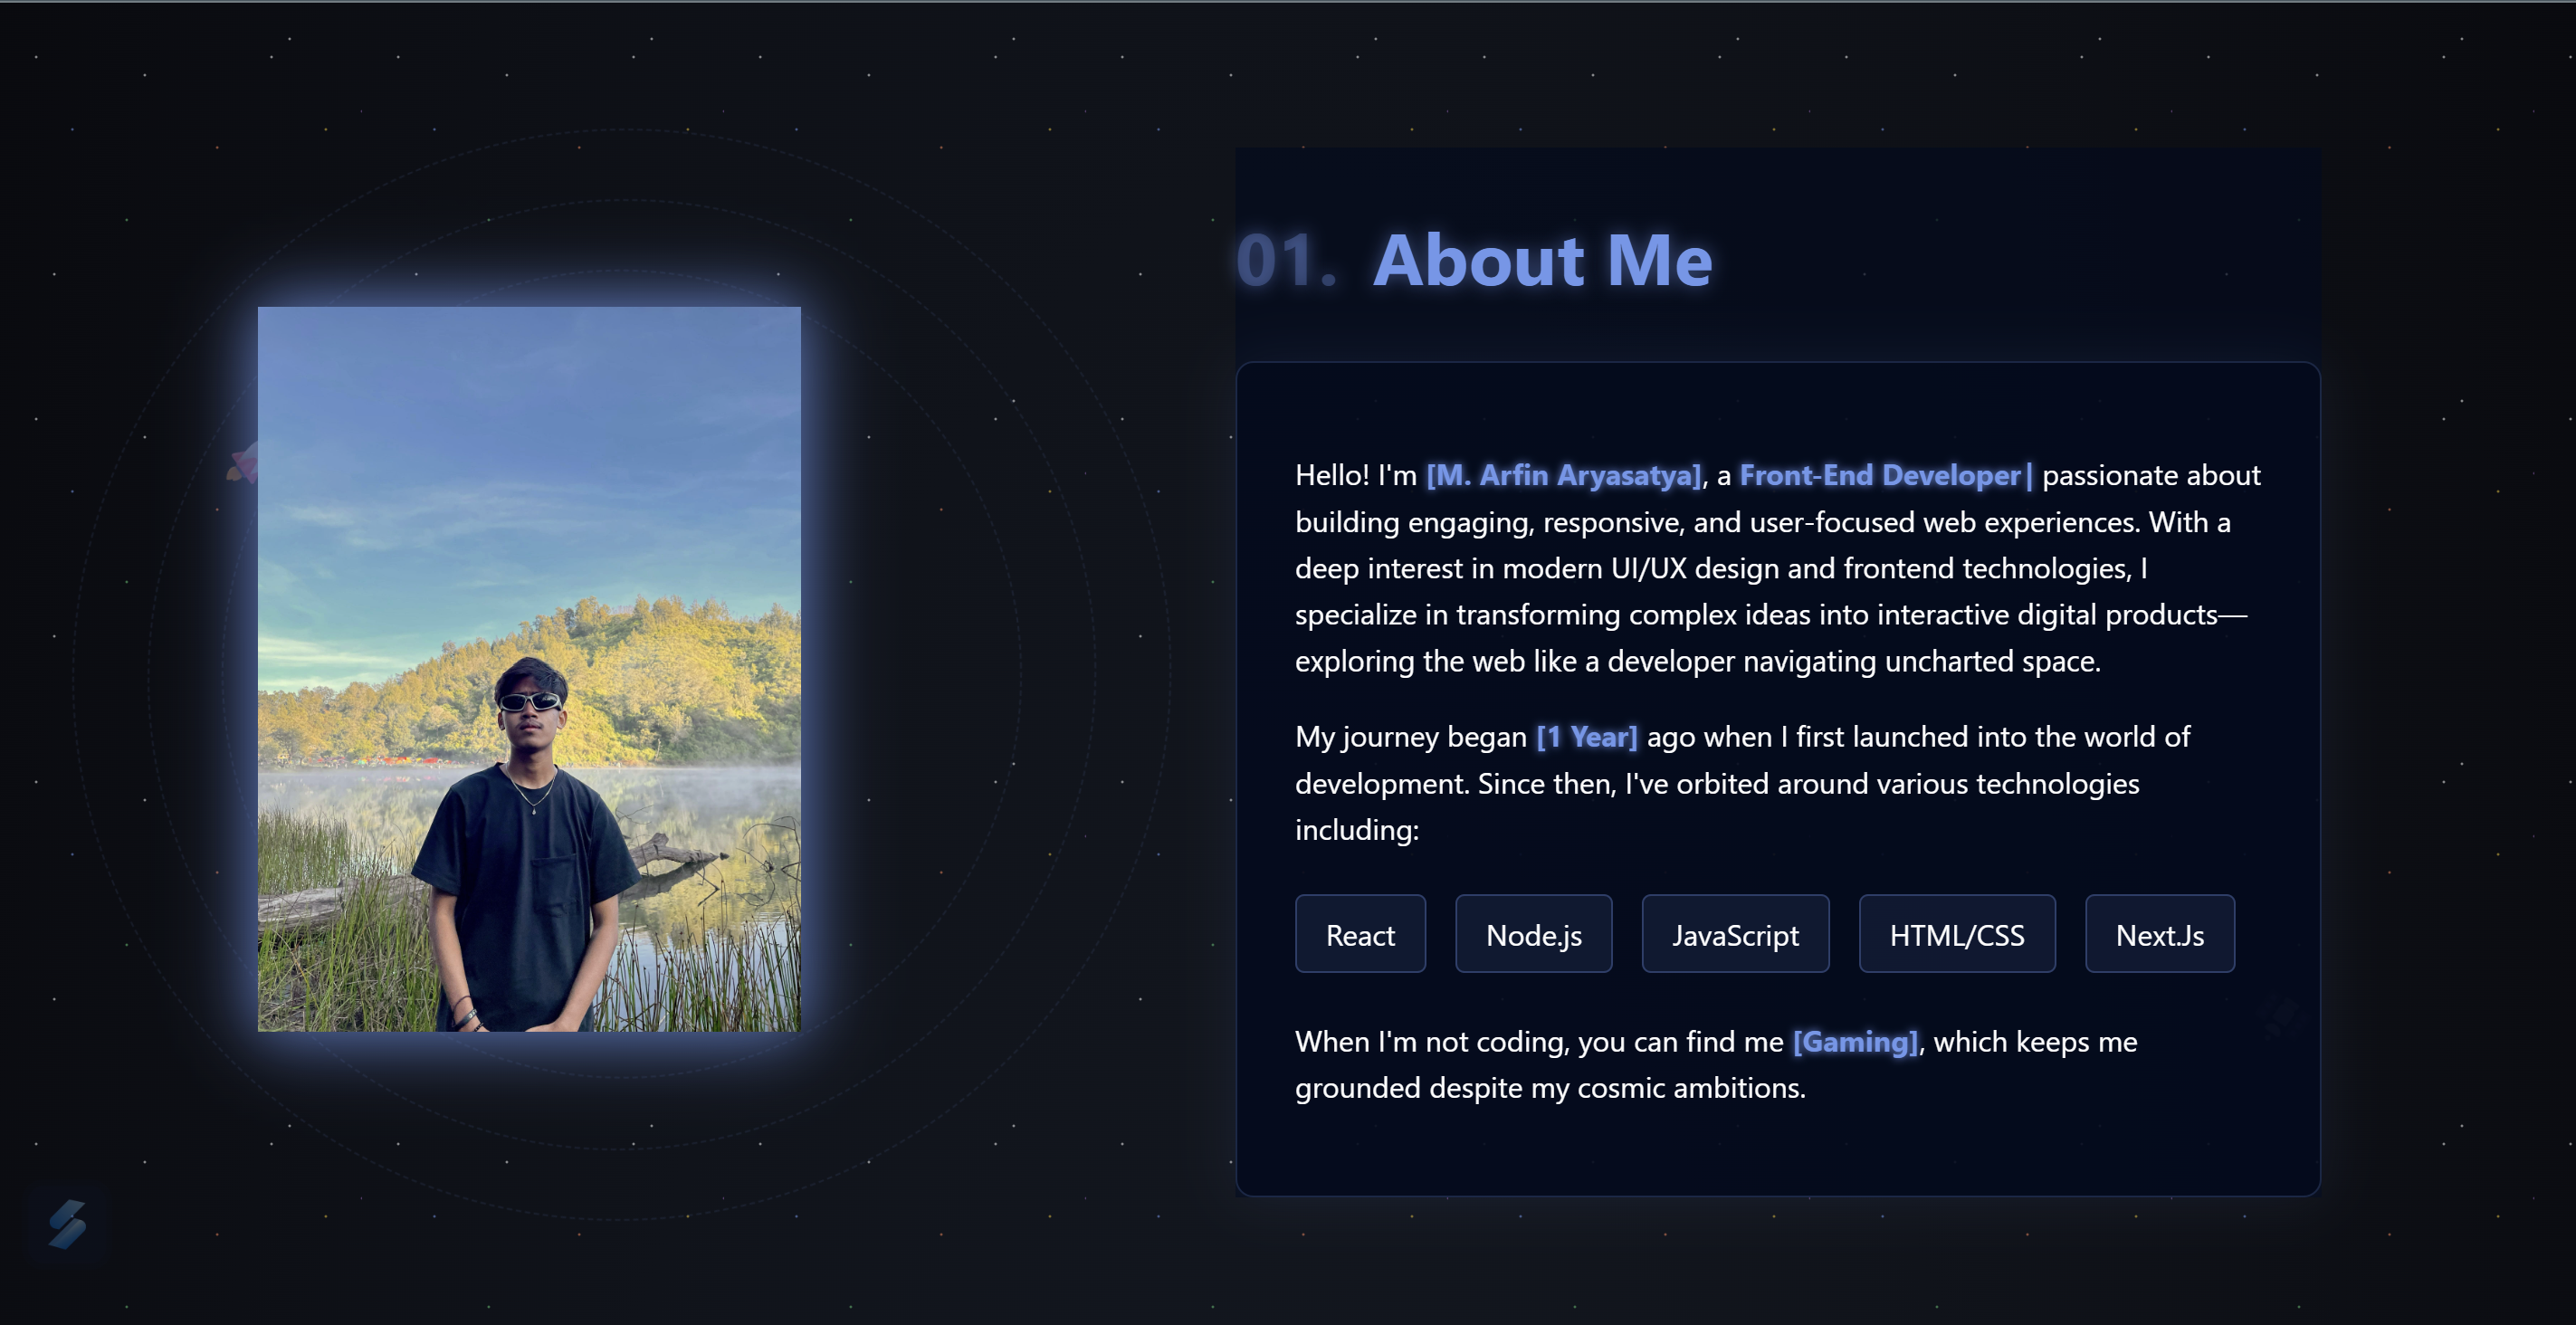 01. About Me
Hello! I'm [M. Arfin Aryasatya], a Front-End Developer| passionate about
building engaging, responsive, and user-focused web experiences. With a
deep interest in modern UI/UX design and frontend technologies, I
specialize in transforming complex ideas into interactive digital products—
exploring the web like a developer navigating uncharted space.
My journey began [1 Year] ago when I first launched into the world of
development. Since then, I've orbited around various technologies
including:
React Node.js JavaScript HTML/CSS Next.Js
When I'm not coding, you can find me [Gaming], which keeps me
grounded despite my cosmic ambitions.